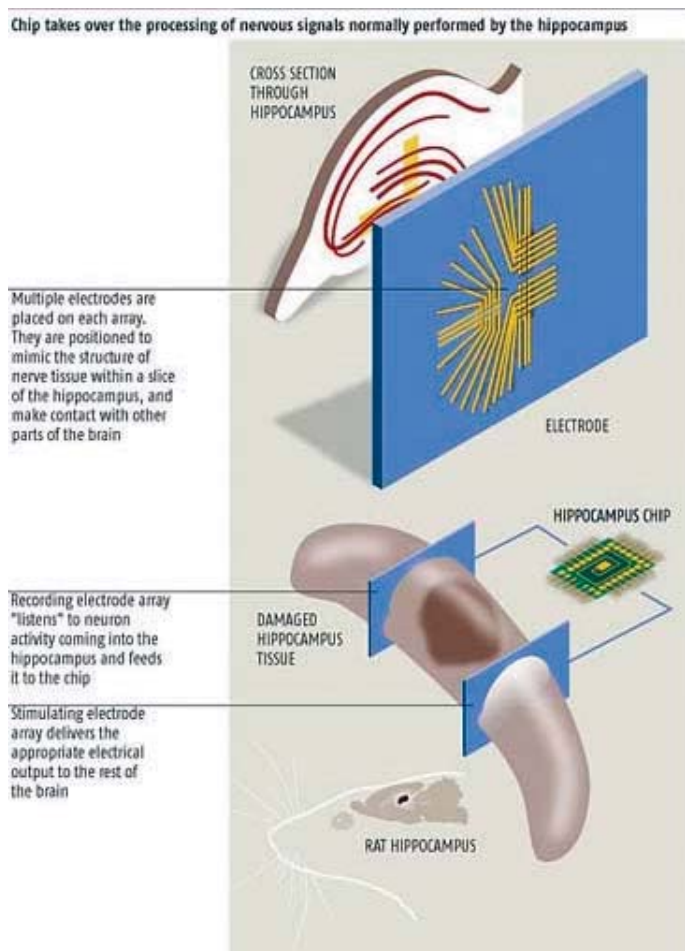 Chip takes over the processing of nervous signals normally performed by the hippocampus
CROSS SECTION
THROUGH
HIPPOCAMPUS
Multiple electrodes are
placed on each array.
They are positioned to
mimic the structure of
nerve tissue within a slice
of the hippocampus, and
make contact with other
parts of the brain
ELECTRODE
HIPPOCAMPUS CHIP
Recording electrode array
"listens" to neuron
activity coming into the
hippocampus and feeds
it to the chip
DAMAGED
HIPPOCAMPUS
TISSUE
Stimulating electrode
array delivers the
appropriate electrical
output to the rest of
the brain
RAT HIPPOCAMPUS